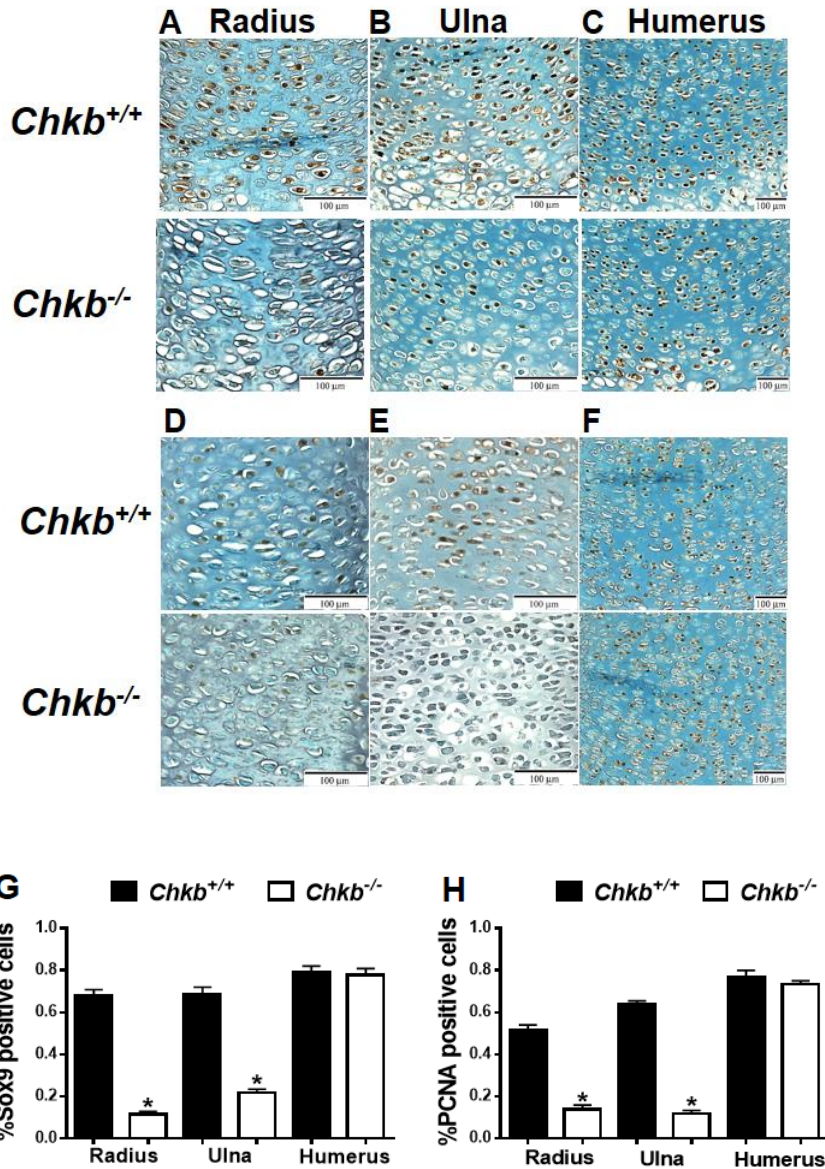 A Radius B Ulna C Humerus
Chkb+/+
100 µm 100 µm 100 µm
Chkb-/-
100 µm 100 µm 100 µm
D E F
Chkb+/+
100 µm 100 µm 100 µm
Chkb-/-
100 µm 100 µm 100 µm
G Chkb+/+ Chkb-/-
%Sox9 positive cells
1.0
0.8
0.6
0.4
0.2
0.0
* *
Radius Ulna Humerus
H Chkb+/+ Chkb-/-
%PCNA positive cells
1.0
0.8
0.6
0.4
0.2
0.0
* *
Radius Ulna Humerus